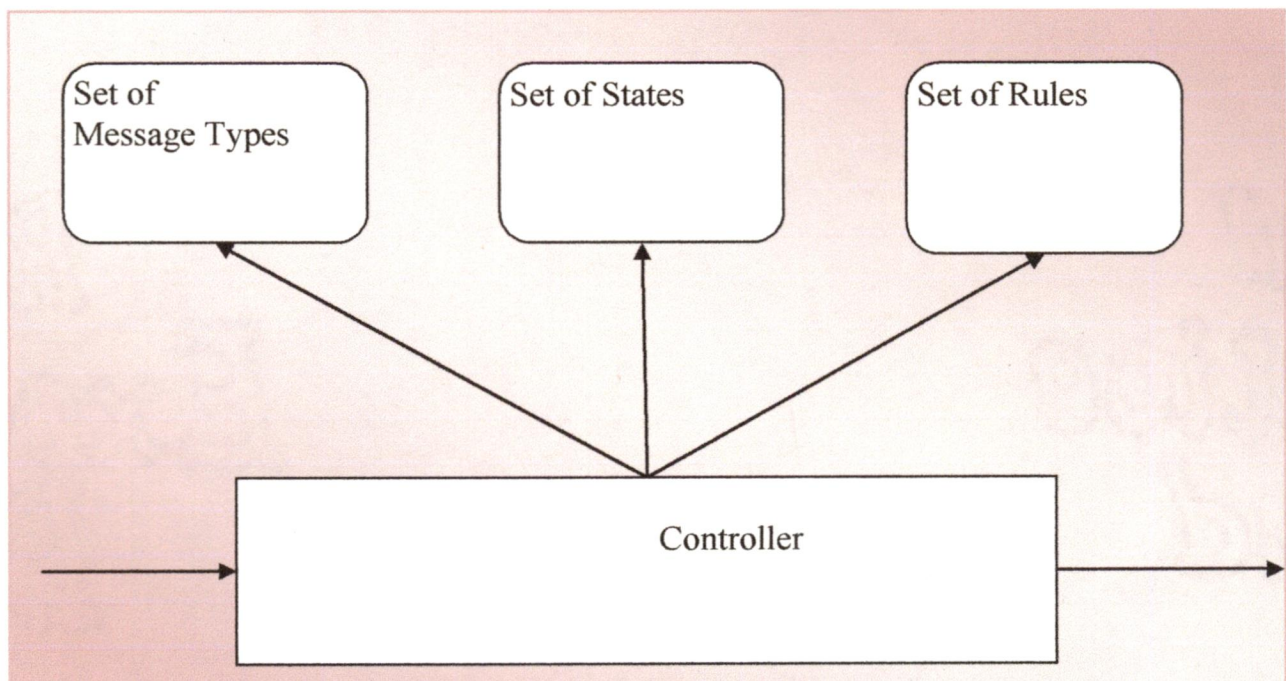 Set of
Message Types
Set of States
Set of Rules
Controller